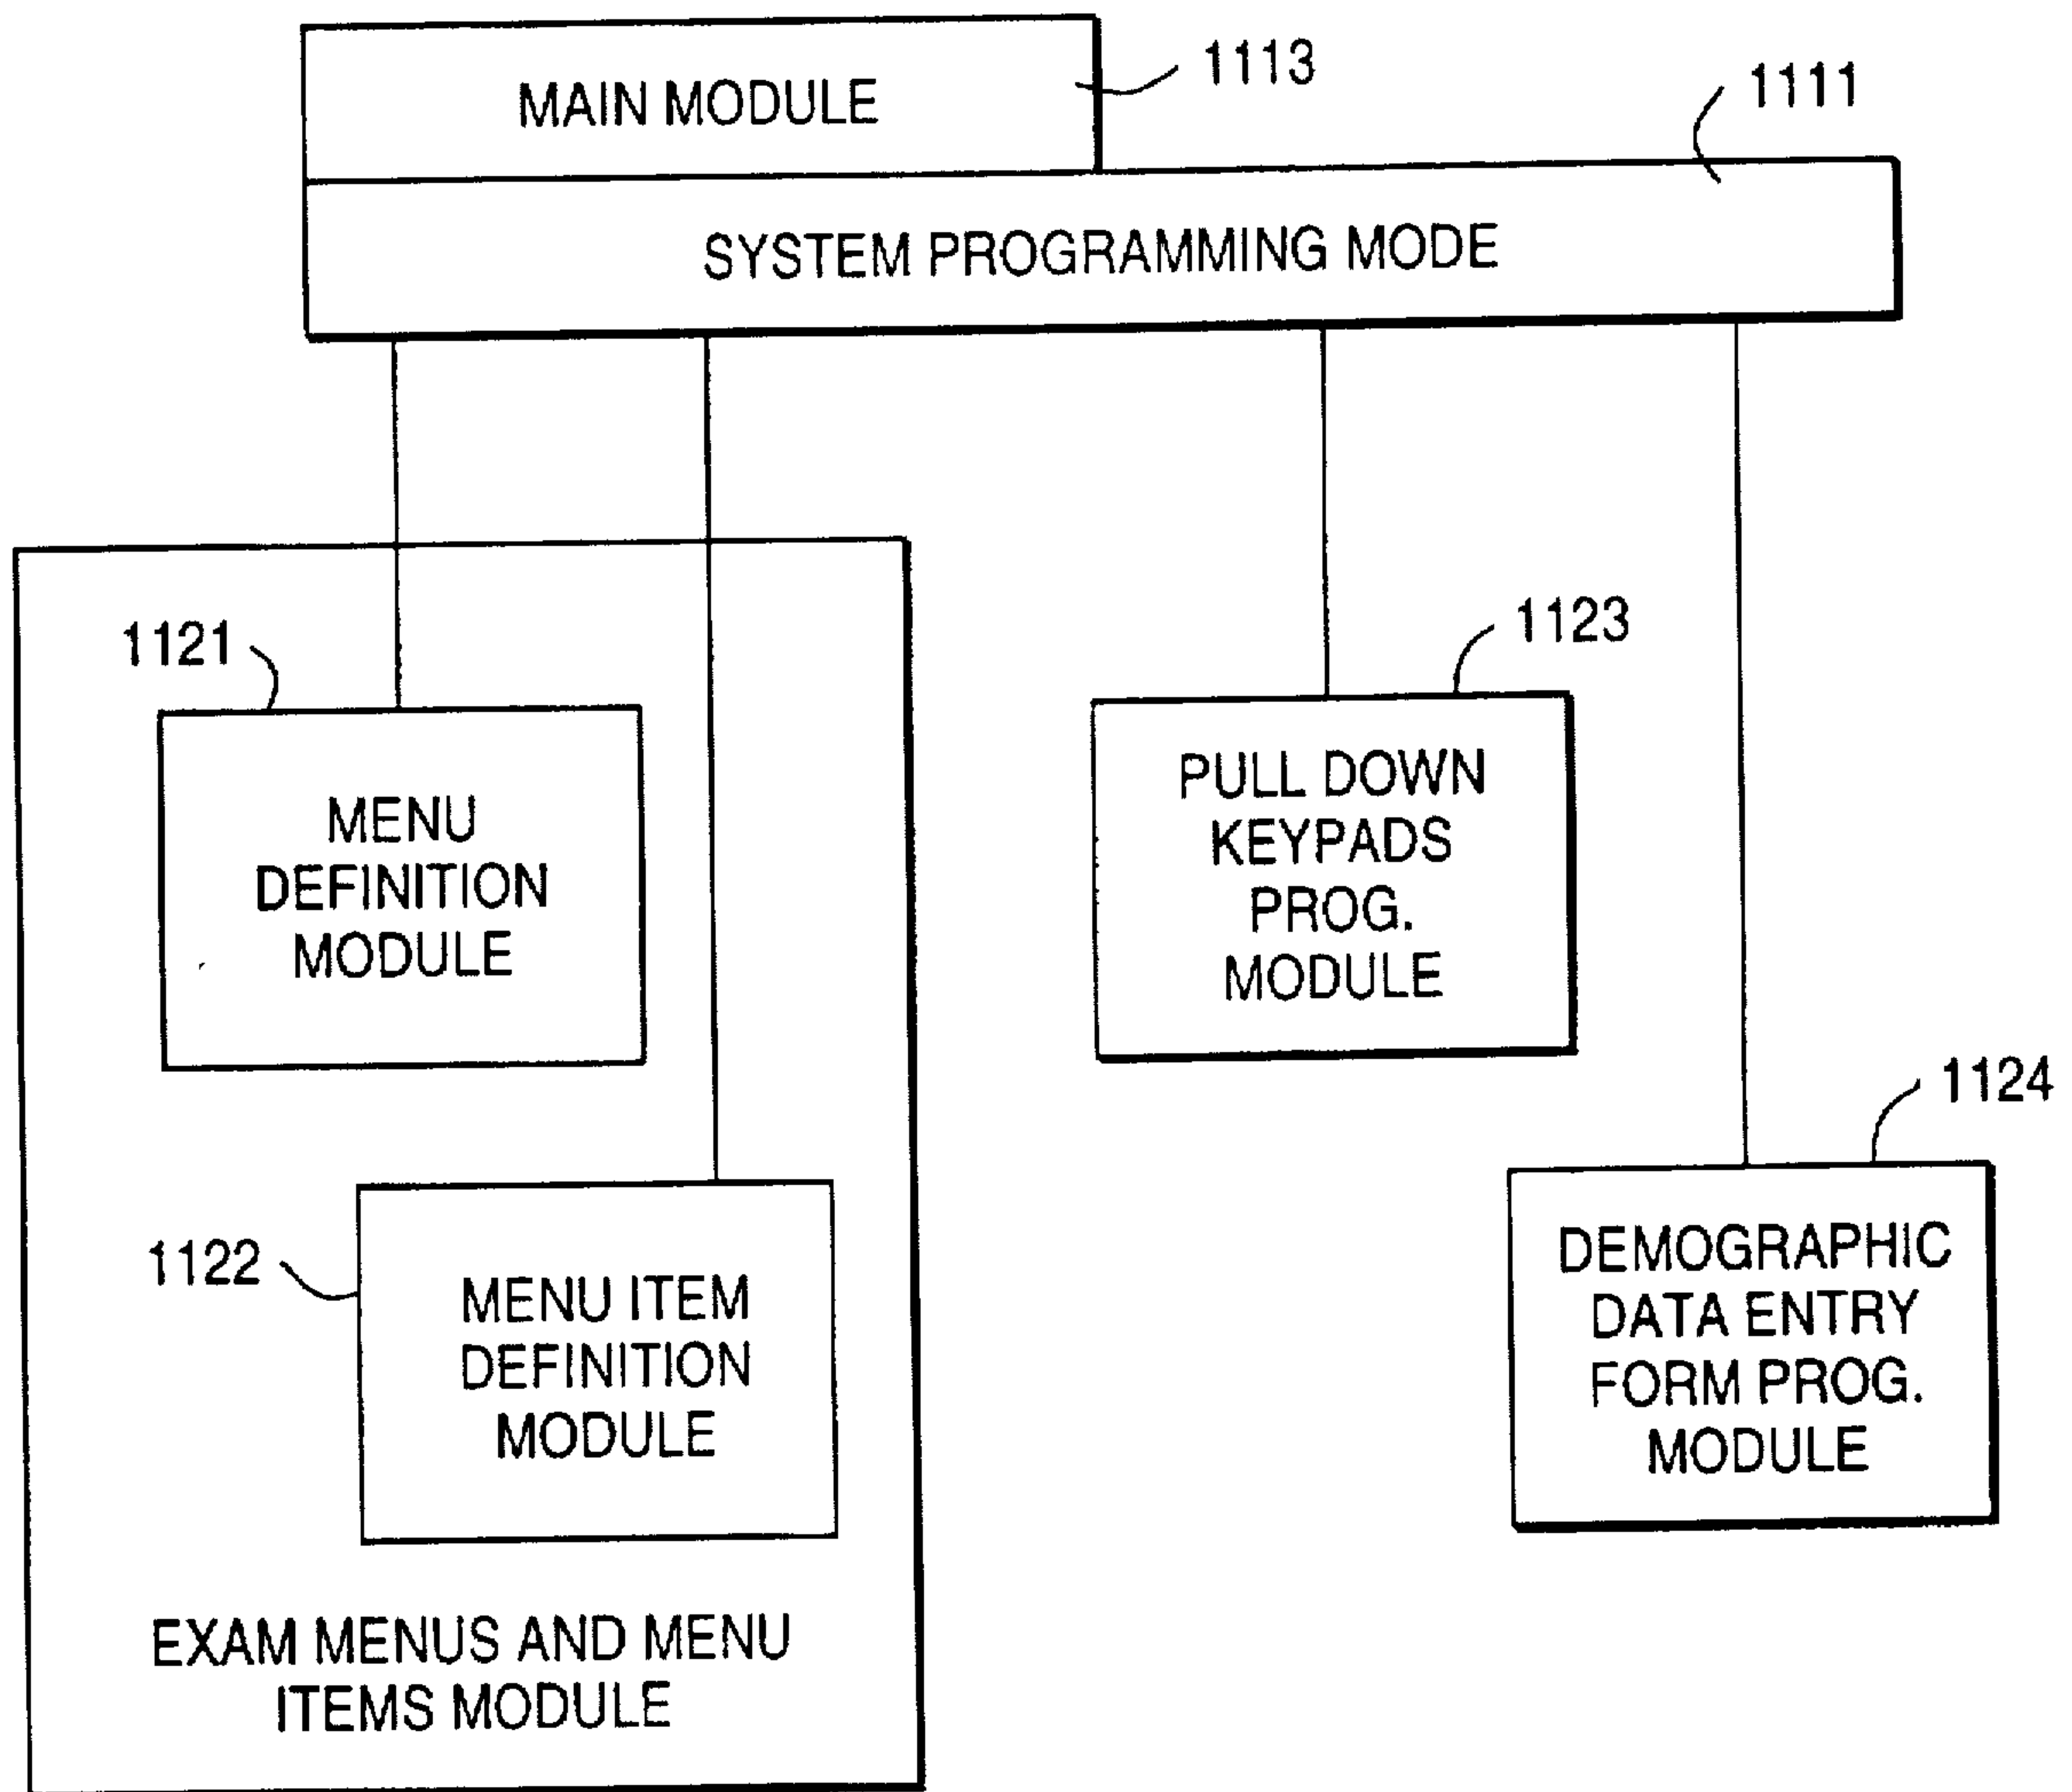 MAIN MODULE
1113
1111
SYSTEM PROGRAMMING MODE
1121
MENU
DEFINITION
MODULE
1122
MENU ITEM
DEFINITION
MODULE
EXAM MENUS AND MENU
ITEMS MODULE
1123
PULL DOWN
KEYPADS
PROG.
MODULE
1124
DEMOGRAPHIC
DATA ENTRY
FORM PROG.
MODULE